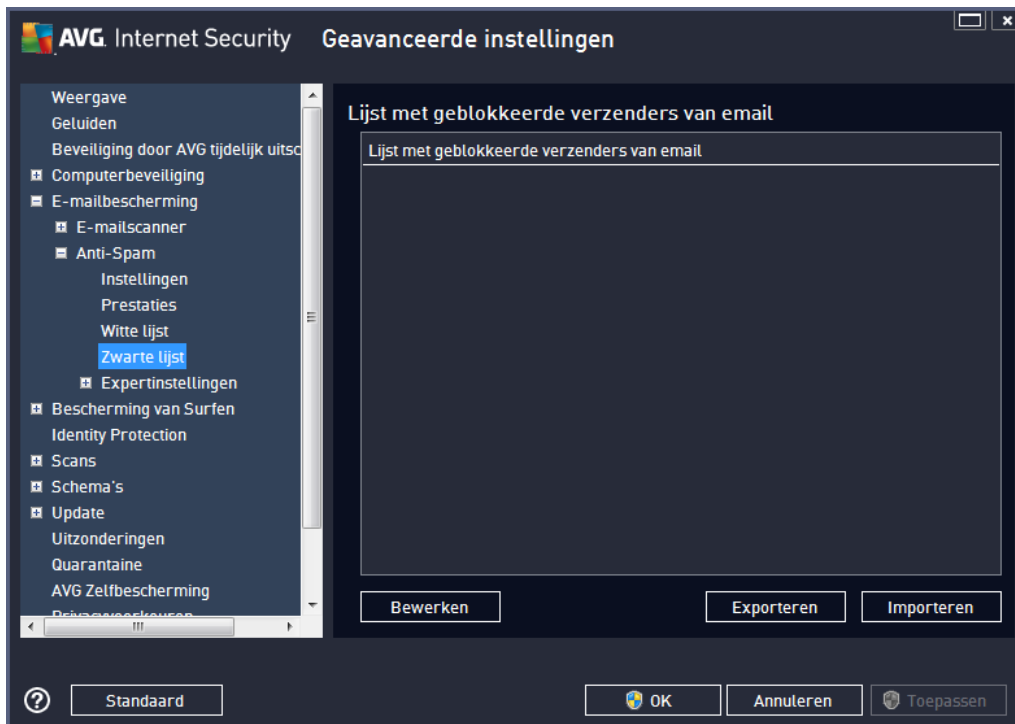 AVG. Internet Security
Geavanceerde instellingen
Weergave
Geluiden
Beveiliging door AVG tijdelijk uitsc
Computerbeveiliging
E-mailbescherming
E-mailscanner
Anti-Spam
Instellingen
Prestaties
Witte lijst
Zwarte lijst
Expertinstellingen
Bescherming van Surfen
Identity Protection
Scans
Schema's
Update
Uitzonderingen
Quarantaine
AVG Zelfbescherming
Privacyvoorkeuren
Lijst met geblokkeerde verzenders van email
Lijst met geblokkeerde verzenders van email
Bewerken
Exporteren
Importeren
Standaard
OK
Annuleren
Toepassen